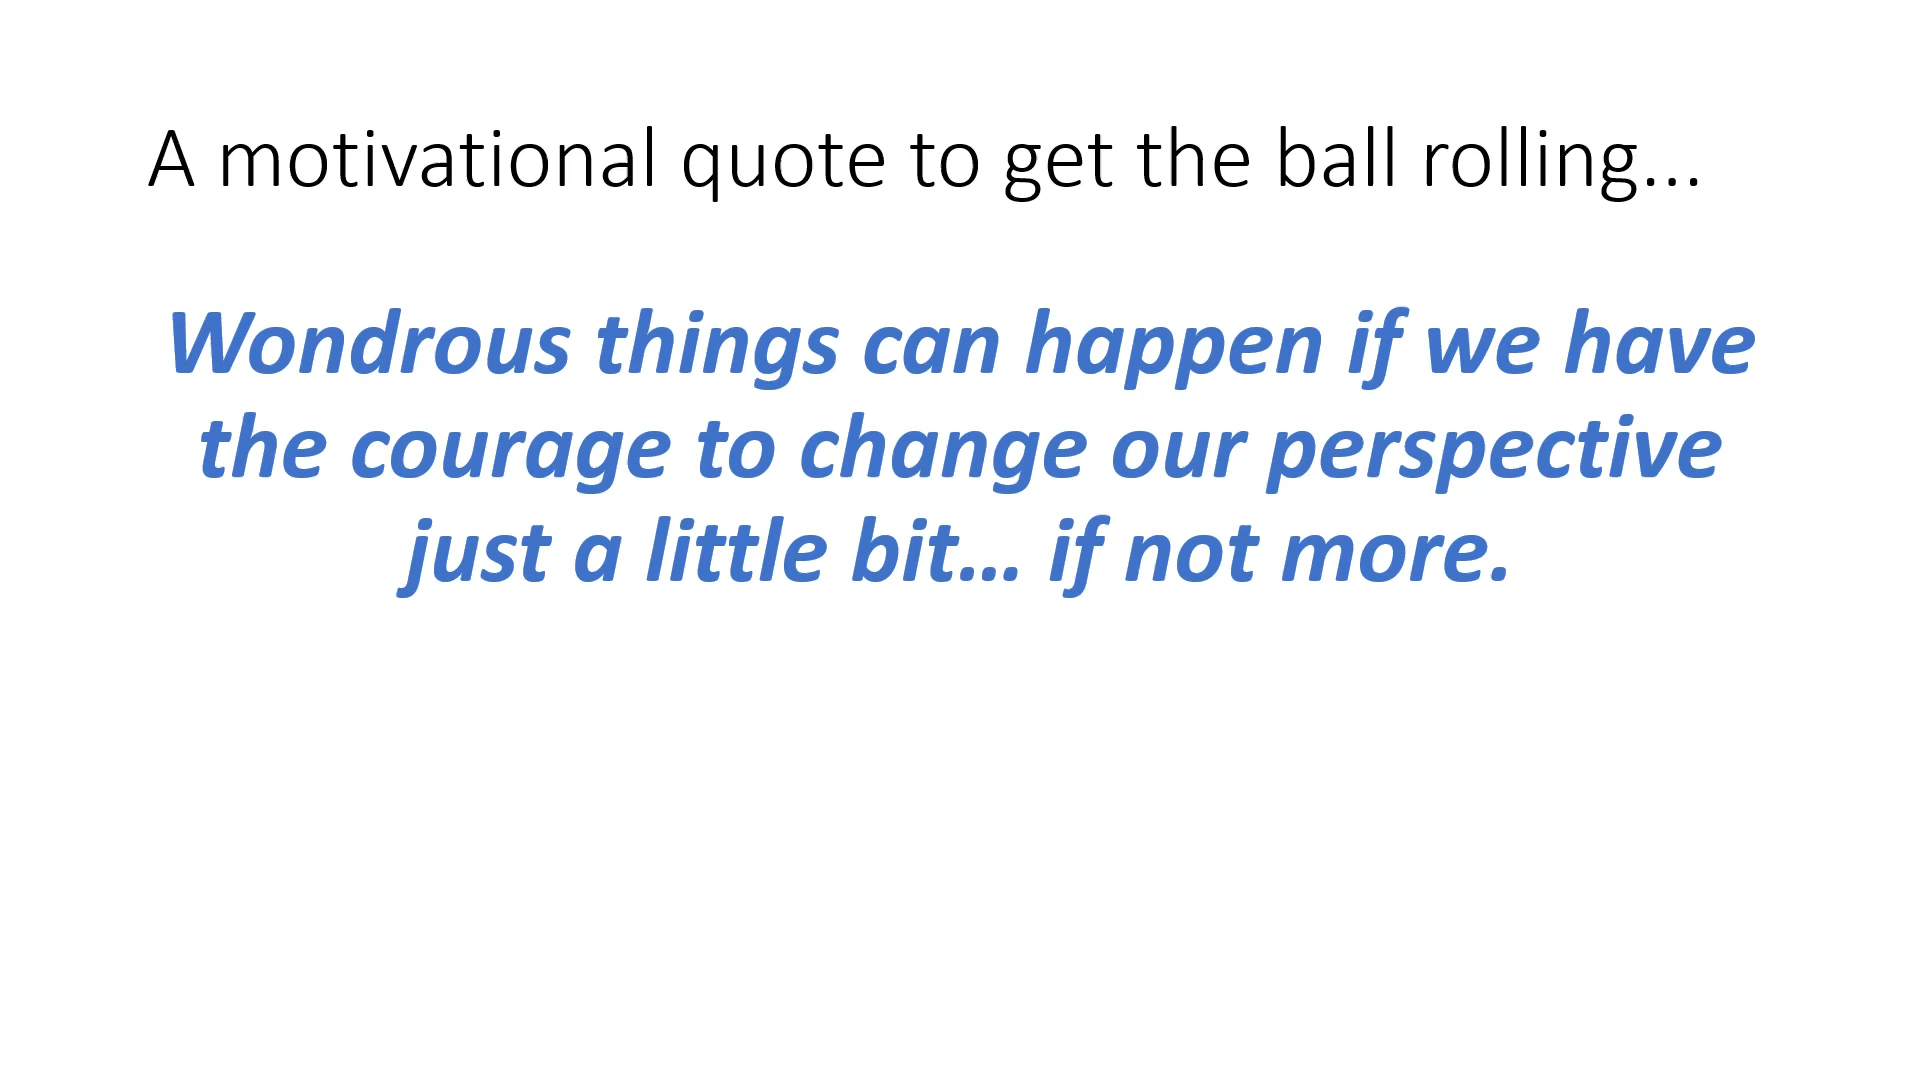 A motivational quote to get the ball rolling...
Wondrous things can happen if we have
the courage to change our perspective
just a little bit… if not more.